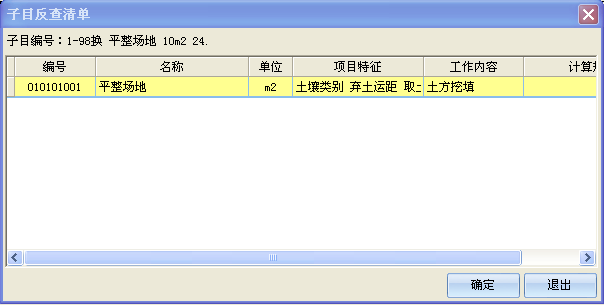 子目反查清单
子目编号：1-98换 平整场地 10m2 24.
编号 名称 单位 项目特征 工作内容 计算规
010101001 平整场地 m2 土壤类别 弃土运距 取土 土方挖填
确定 退出